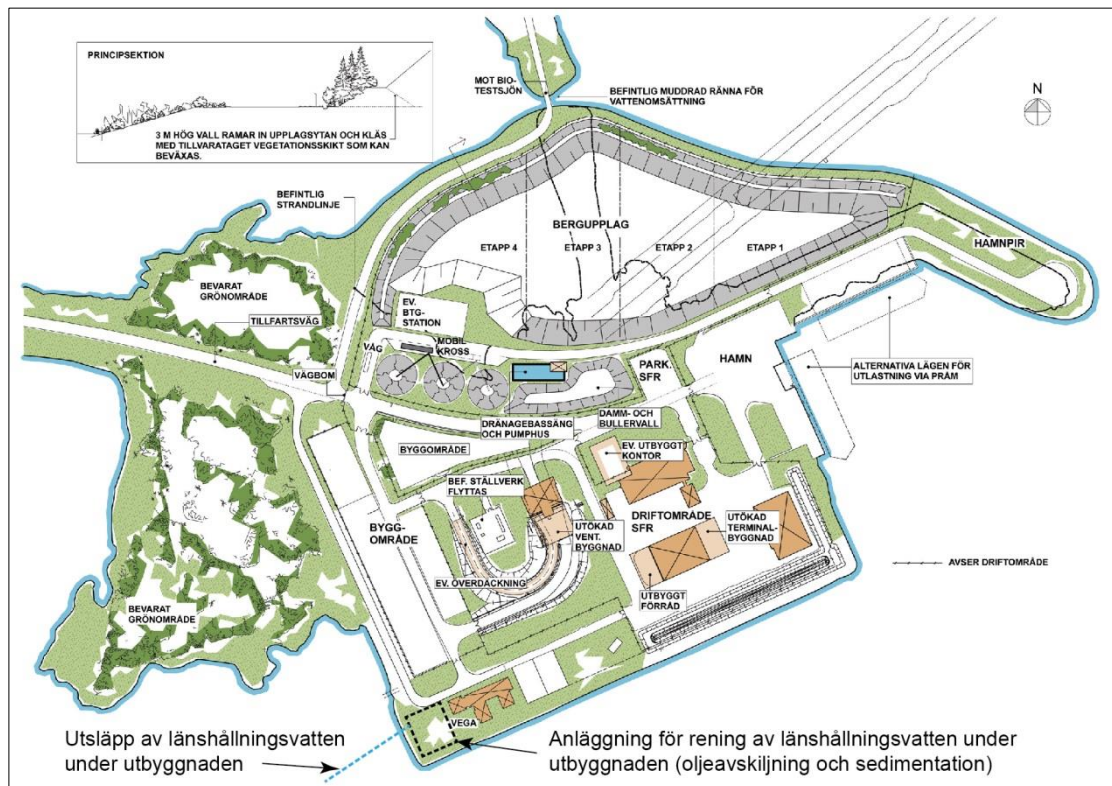 PRINCIPSEKTION
3 M HÖG VALL RAMAR IN UPPLAGSYTAN OCH KLÄS
MED TILLVARATAGET VEGETATIONSSKIKT SOM KAN
BEVÄXAS.
MOT BIO-
TESTSJÖN
BEFINTLIG MUDDRAD RÄNNA FÖR
VATTENOMSÄTTNING
N
BEFINTLIG
STRANDLINJE
BERGUPPLAG
ETAPP 4
ETAPP 3
ETAPP 2
ETAPP 1
HAMNPIR
BEVARAT
GRÖNOMRÅDE
TILLFARTSVÄG
EV.
BTG-
STATION
MOBIL
KROSS
VÄG
VÄGBOM
PARK.
SFR
HAMN
ALTERNATIVA LÄGEN FÖR
UTLASTNING VIA PRÅM
DRÄNAGEBASSÄNG
OCH PUMPHUS
DAMM- OCH
BULLERVALL
BYGGOMRÅDE
EV. UTBYGGT
KONTOR
BEF. STÄLLVERK
FLYTTAS
BYGG-
OMRÅDE
UTÖKAD
VENT.
BYGGNAD
DRIFTOMRÅDE
SFR
UTÖKAD
TERMINAL-
BYGGNAD
EV. OVERDACKNING
UTBYGGT
FÖRRÅD
AVSER DRIFTOMRÅDE
BEVARAT
GRÖNOMRÅDE
VEGA
Utsläpp av länshållningsvatten
under utbyggnaden
Anläggning för rening av länshållningsvatten under
utbyggnaden (oljeavskiljning och sedimentation)